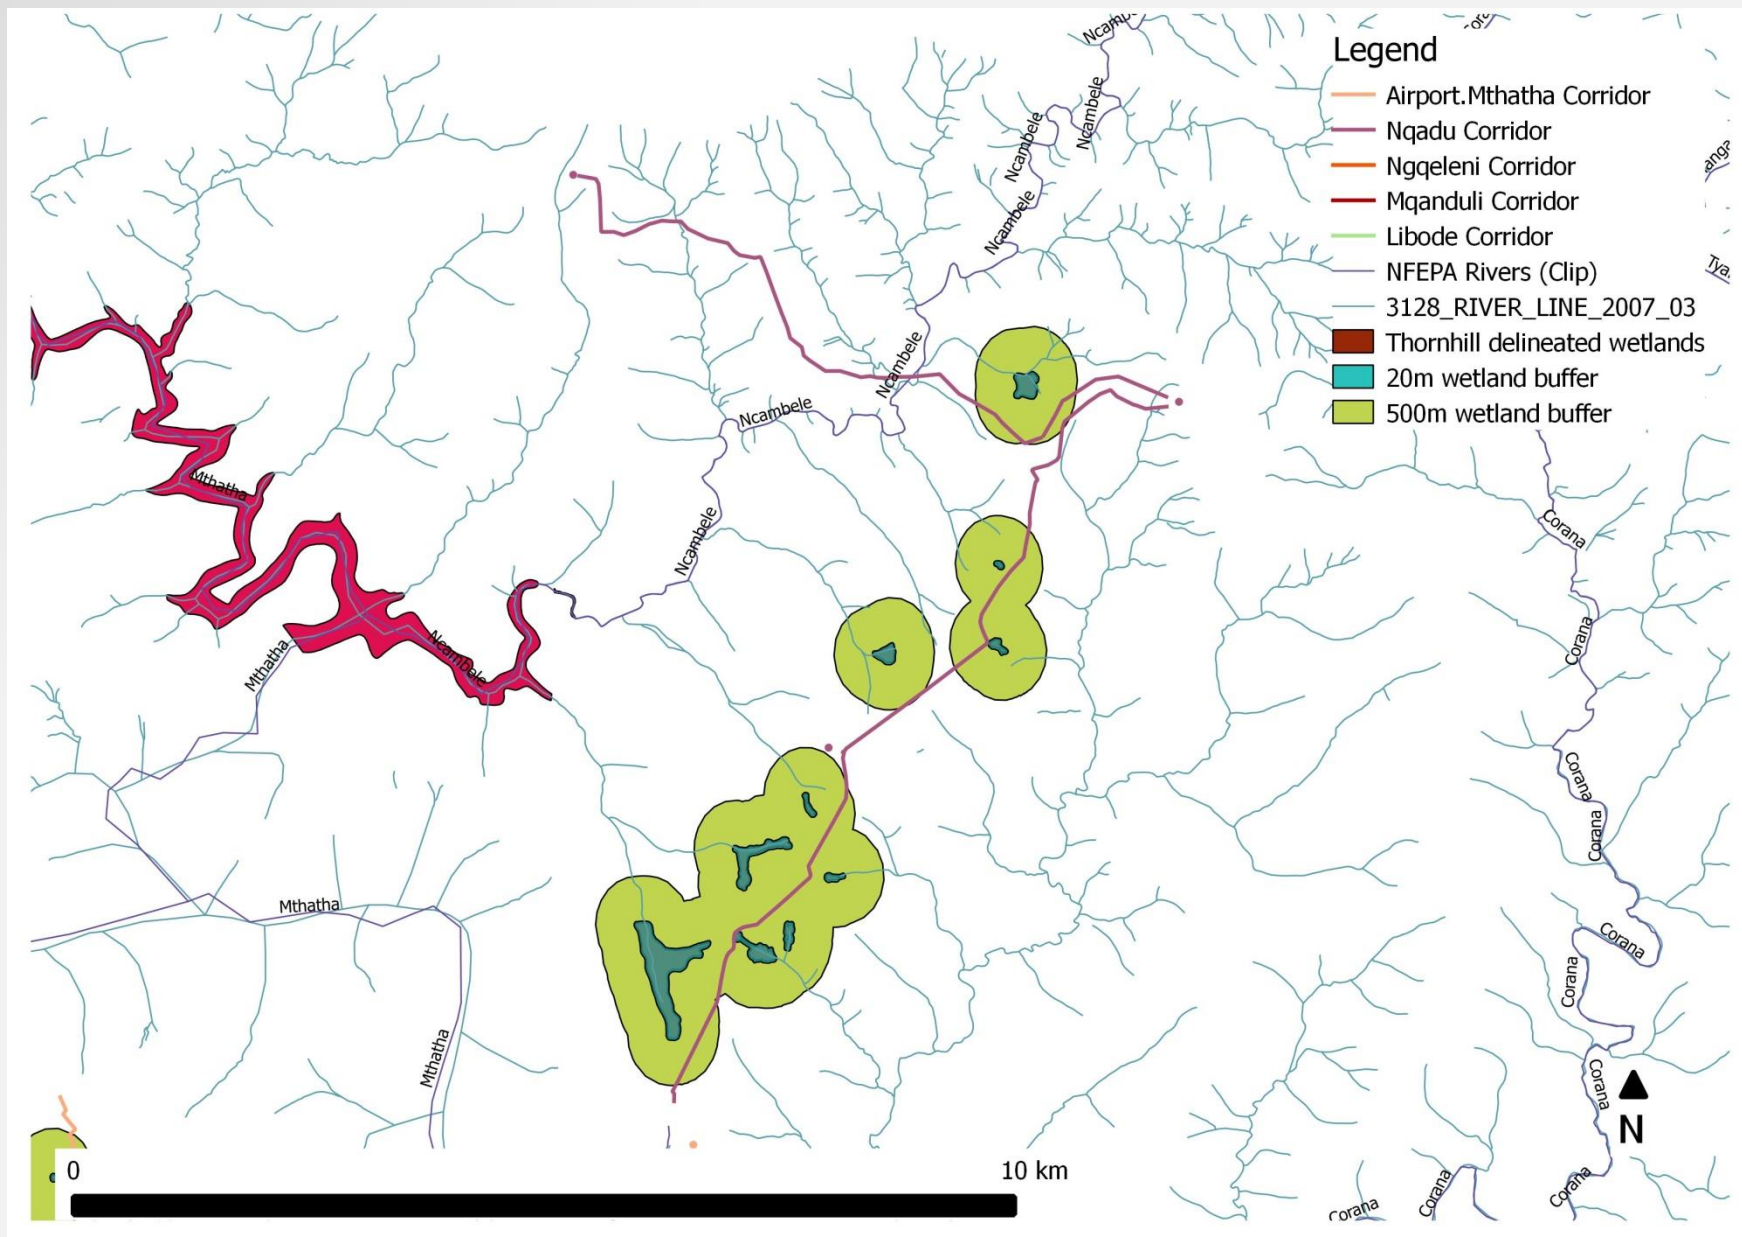 Ncambe
Legend
Airport.Mthatha Corridor
Nqadu Corridor
Ngqeleni Corridor
Mqanduli Corridor
Libode Corridor
NFEPA Rivers (Clip)
3128_RIVER_LINE_2007_03
Thornhill delineated wetlands
20m wetland buffer
500m wetland buffer
Ncambele
Ncambele
Ncambele
Ncambele
Ncambele
Ncambele
Ncambele
Mthatha
Mthatha
Mthatha
Mthatha
Corana
Corana
Corana
Corana
Corana
Corana
Corana
Corana
Corana
Corana
N
0 10 km